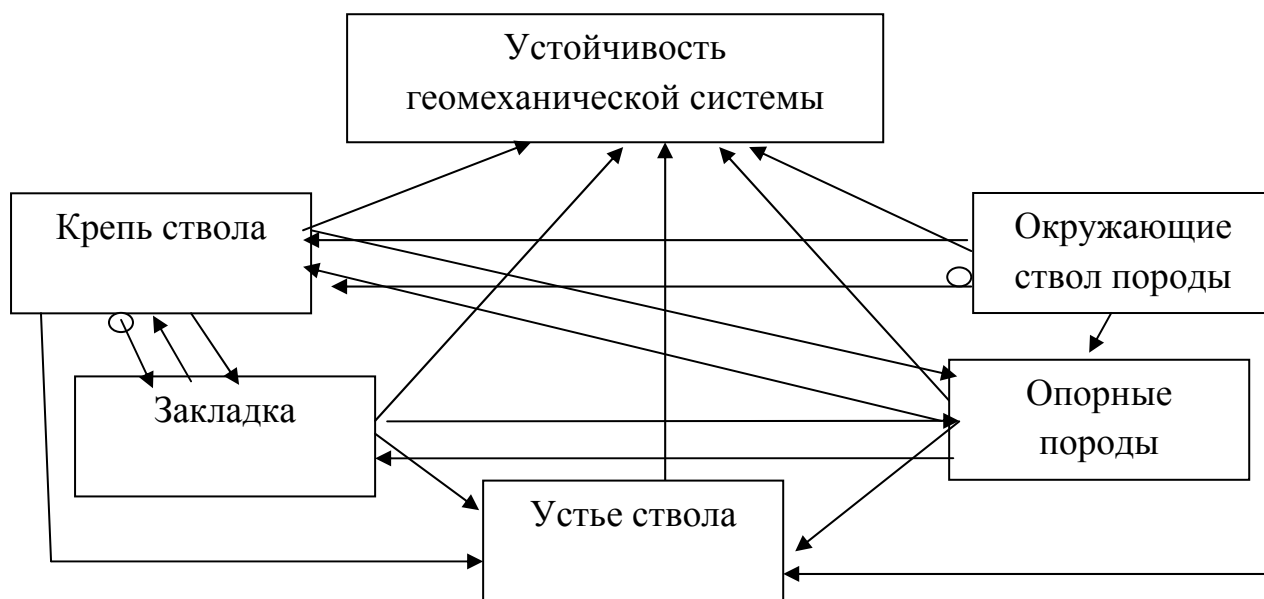 Устойчивость
геомеханической системы
Крепь ствола
Окружающие
ствол породы
Закладка
Опорные
породы
Устье ствола